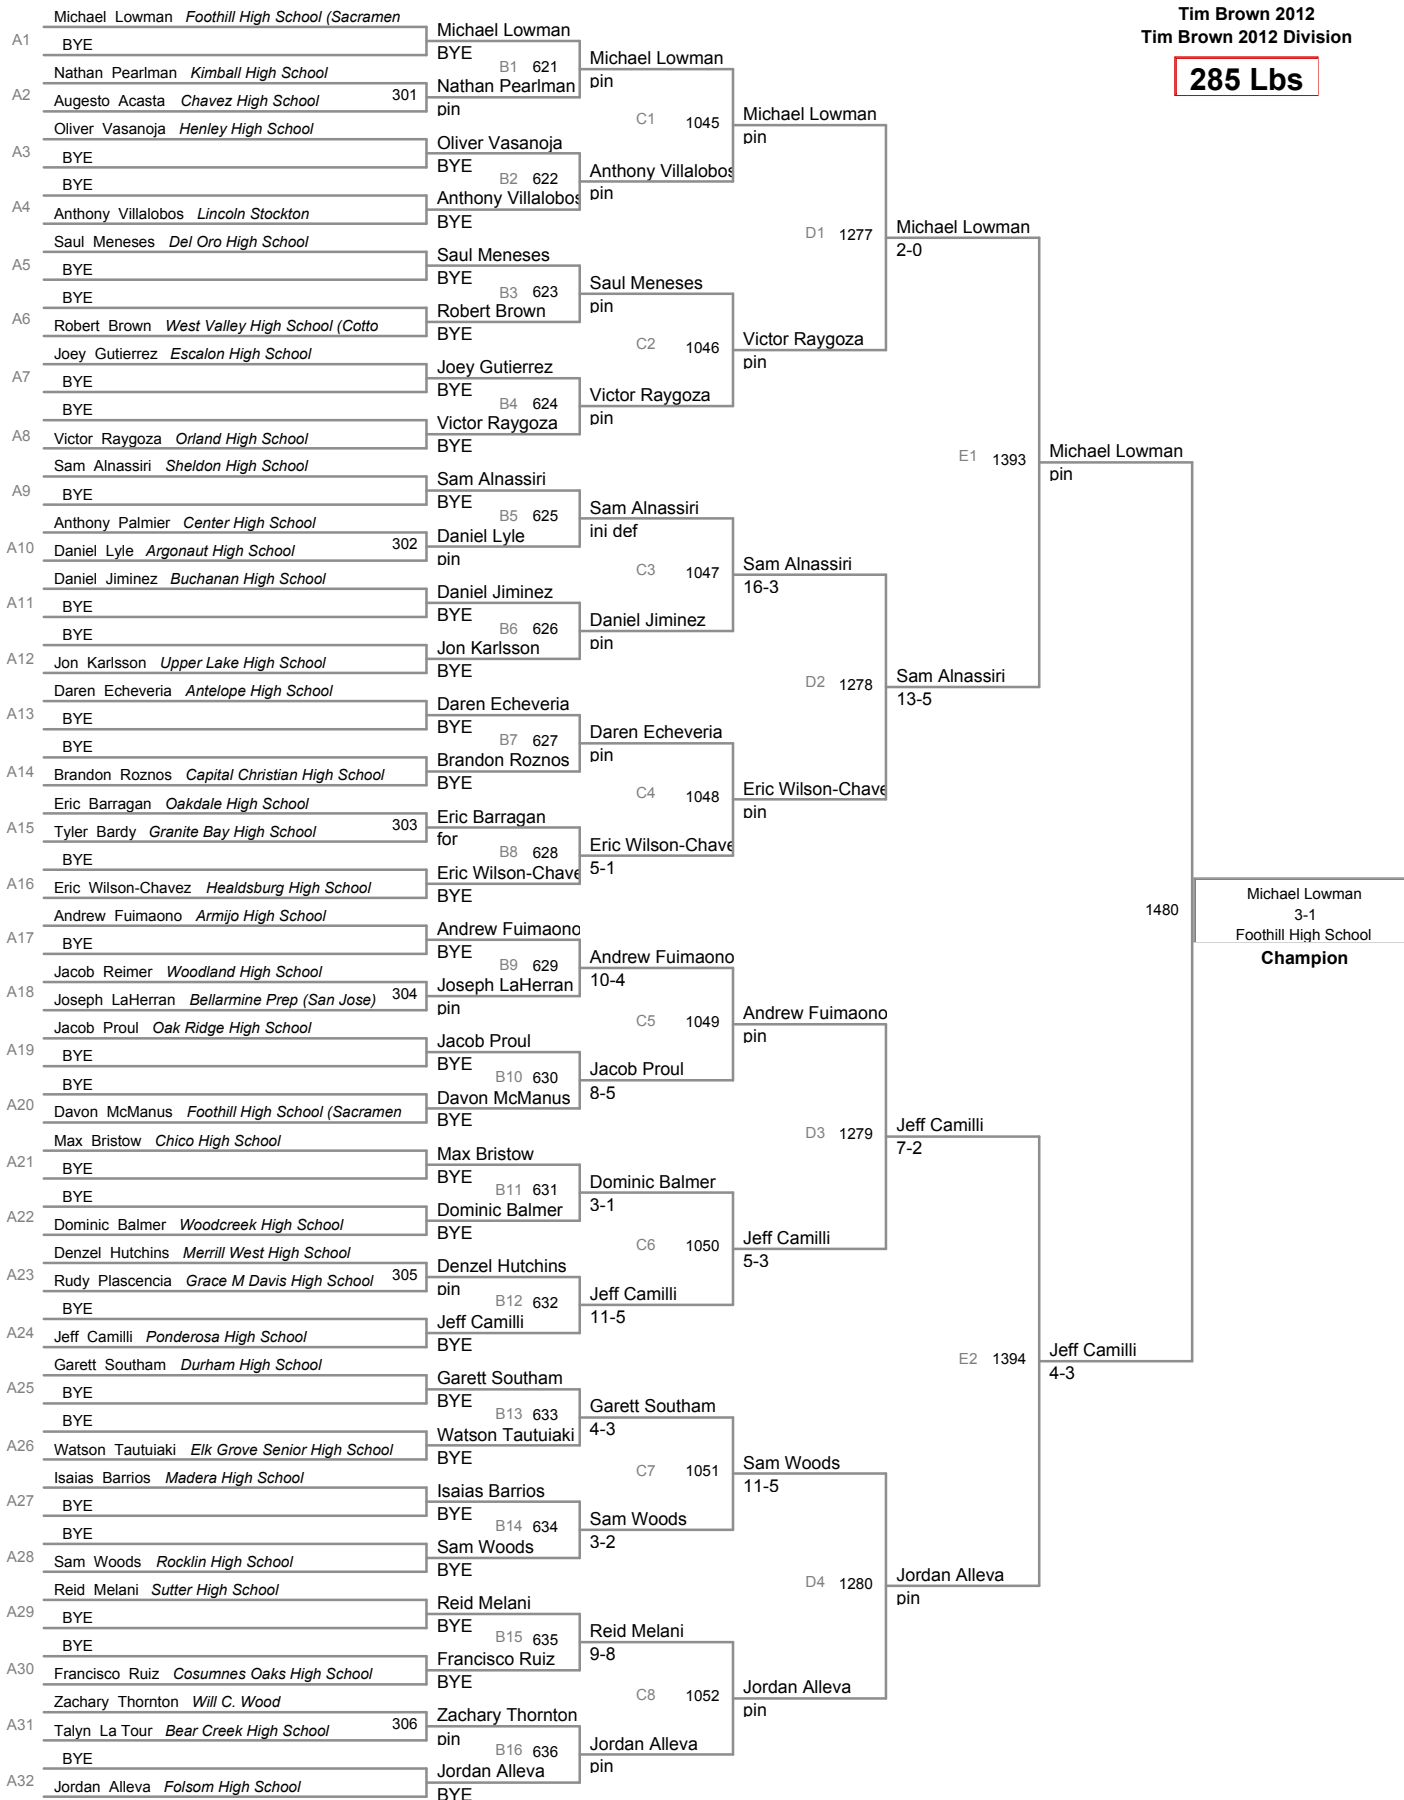 Tim Brown 2012
Tim Brown 2012 Division
285 Lbs
Michael Lowman Foothill High School (Sacramen
A1
BYE
Nathan Pearlman Kimball High School
A2
Augesto Acasta Chavez High School 301
Oliver Vasanoja Henley High School
A3
BYE
BYE
A4
Anthony Villalobos Lincoln Stockton
Saul Meneses Del Oro High School
A5
BYE
BYE
A6
Robert Brown West Valley High School (Cotto
Joey Gutierrez Escalon High School
A7
BYE
BYE
A8
Victor Raygoza Orland High School
Sam Alnassiri Sheldon High School
A9
BYE
Anthony Palmier Center High School
A10
Daniel Lyle Argonaut High School 302
Daniel Jiminez Buchanan High School
A11
BYE
BYE
A12
Jon Karlsson Upper Lake High School
Daren Echeveria Antelope High School
A13
BYE
BYE
A14
Brandon Roznos Capital Christian High School
Eric Barragan Oakdale High School
A15
Tyler Bardy Granite Bay High School 303
BYE
A16
Eric Wilson-Chavez Healdsburg High School
Andrew Fuimaono Armijo High School
A17
BYE
Jacob Reimer Woodland High School
A18
Joseph LaHerran Bellarmine Prep (San Jose) 304
Jacob Proul Oak Ridge High School
A19
BYE
BYE
A20
Davon McManus Foothill High School (Sacramen
Max Bristow Chico High School
A21
BYE
BYE
A22
Dominic Balmer Woodcreek High School
Denzel Hutchins Merrill West High School
A23
Rudy Plascencia Grace M Davis High School 305
BYE
A24
Jeff Camilli Ponderosa High School
Garett Southam Durham High School
A25
BYE
BYE
A26
Watson Tautuiaki Elk Grove Senior High School
Isaias Barrios Madera High School
A27
BYE
BYE
A28
Sam Woods Rocklin High School
Reid Melani Sutter High School
A29
BYE
BYE
A30
Francisco Ruiz Cosumnes Oaks High School
Zachary Thornton Will C. Wood
A31
Talyn La Tour Bear Creek High School 306
BYE
A32
Jordan Alleva Folsom High School
Michael Lowman
BYE
B1 621
Nathan Pearlman
pin
Oliver Vasanoja
BYE
B2 622
Anthony Villalobos
BYE
Saul Meneses
BYE
B3 623
Robert Brown
BYE
Joey Gutierrez
BYE
B4 624
Victor Raygoza
BYE
Sam Alnassiri
BYE
B5 625
Daniel Lyle
pin
Daniel Jiminez
BYE
B6 626
Jon Karlsson
BYE
Daren Echeveria
BYE
B7 627
Brandon Roznos
BYE
Eric Barragan
for
B8 628
Eric Wilson-Chave
BYE
Andrew Fuimaono
BYE
B9 629
Joseph LaHerran
pin
Jacob Proul
BYE
B10 630
Davon McManus
BYE
Max Bristow
BYE
B11 631
Dominic Balmer
BYE
Denzel Hutchins
pin
B12 632
Jeff Camilli
BYE
Garett Southam
BYE
B13 633
Watson Tautuiaki
BYE
Isaias Barrios
BYE
B14 634
Sam Woods
BYE
Reid Melani
BYE
B15 635
Francisco Ruiz
BYE
Zachary Thornton
pin
B16 636
Jordan Alleva
BYE
Michael Lowman
pin
C1 1045
Anthony Villalobos
pin
Saul Meneses
pin
C2 1046
Victor Raygoza
pin
Sam Alnassiri
ini def
C3 1047
Daniel Jiminez
pin
Daren Echeveria
pin
C4 1048
Eric Wilson-Chave
5-1
Andrew Fuimaono
10-4
C5 1049
Jacob Proul
8-5
Dominic Balmer
3-1
C6 1050
Jeff Camilli
11-5
Garett Southam
4-3
C7 1051
Sam Woods
3-2
Reid Melani
9-8
C8 1052
Jordan Alleva
pin
Michael Lowman
pin
D1 1277
Victor Raygoza
pin
Sam Alnassiri
16-3
D2 1278
Eric Wilson-Chave
pin
Andrew Fuimaono
pin
D3 1279
Jeff Camilli
5-3
Sam Woods
11-5
D4 1280
Jordan Alleva
pin
Michael Lowman
2-0
E1 1393
Sam Alnassiri
13-5
Jeff Camilli
7-2
E2 1394
Jordan Alleva
pin
Michael Lowman
pin
1480
Jeff Camilli
4-3
Michael Lowman
3-1
Foothill High School
Champion